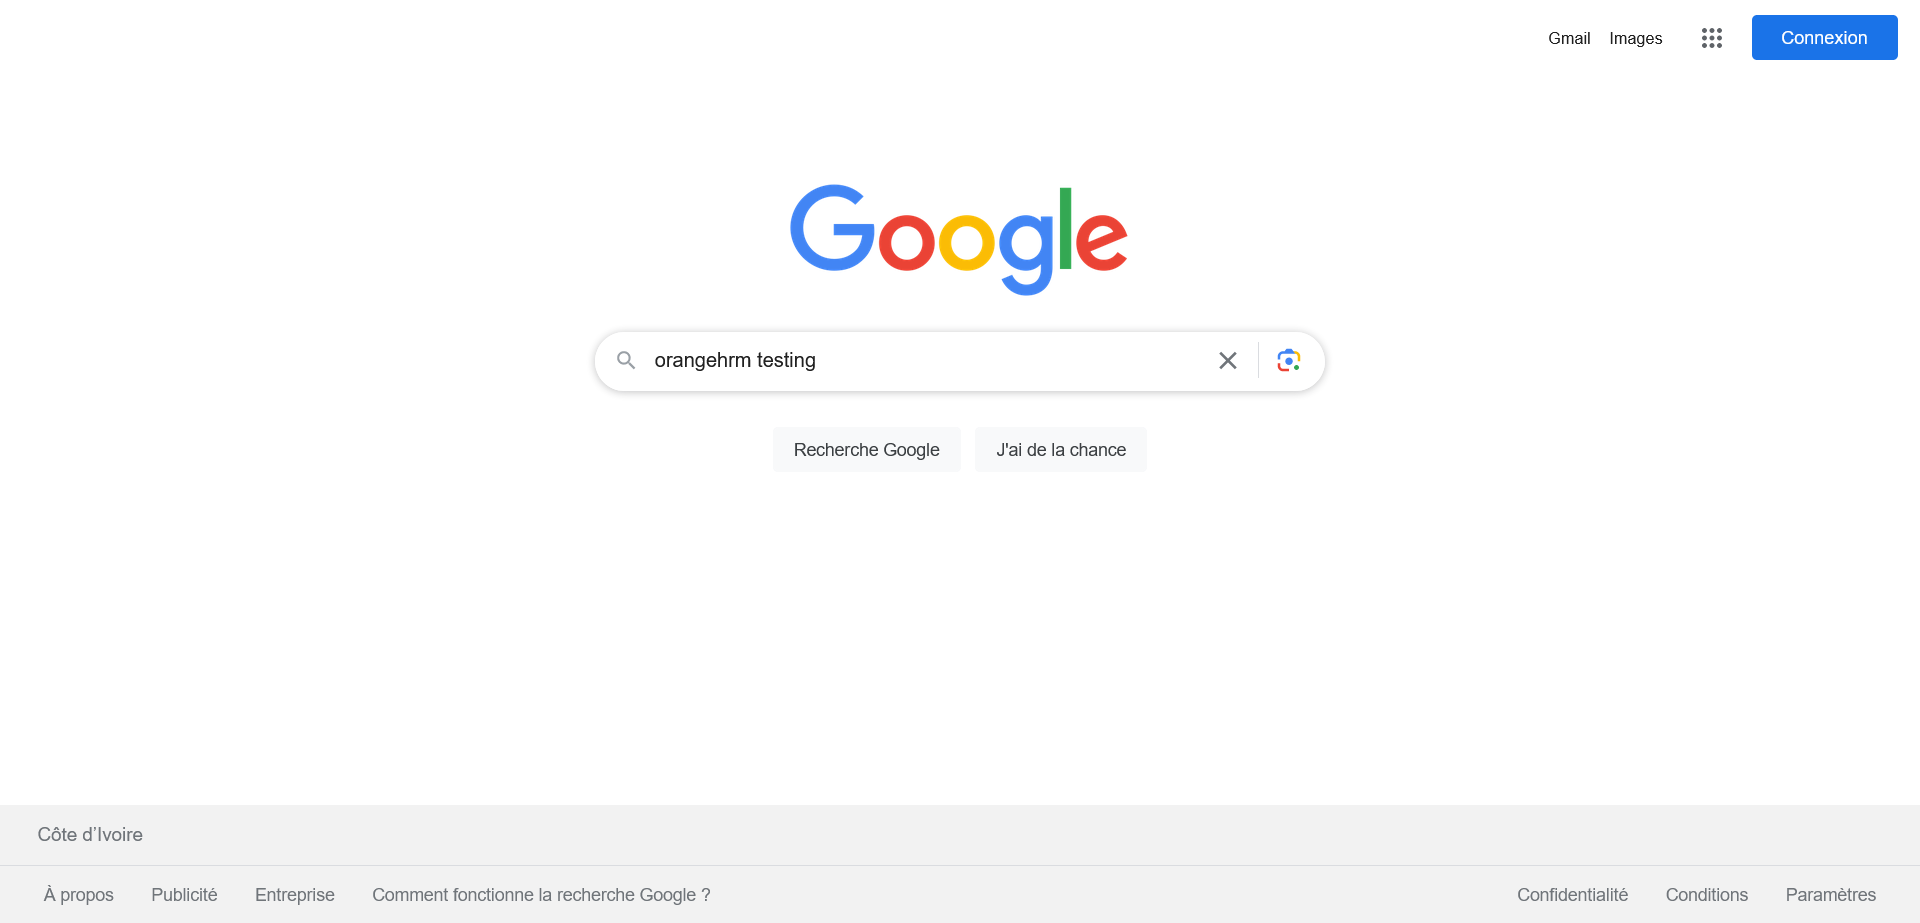 Gmail Images Connexion
Google
orangehrm testing
Recherche Google J'ai de la chance
Côte d’Ivoire
À propos Publicité Entreprise Comment fonctionne la recherche Google ? Confidentialité Conditions Paramètres